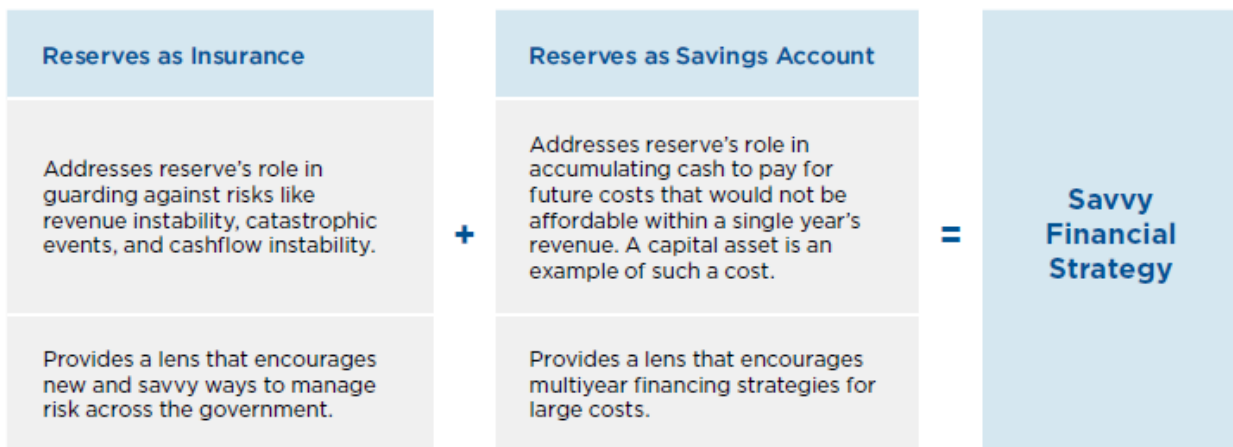 Reserves as Insurance
Addresses reserve's role in
guarding against risks like
revenue instability, catastrophic
events, and cashflow instability.
Provides a lens that encourages
new and savvy ways to manage
risk across the government.
+
Reserves as Savings Account
Addresses reserve's role in
accumulating cash to pay for
future costs that would not be
affordable within a single year's
revenue. A capital asset is an
example of such a cost.
Provides a lens that encourages
multiyear financing strategies for
large costs.
=
Savvy
Financial
Strategy